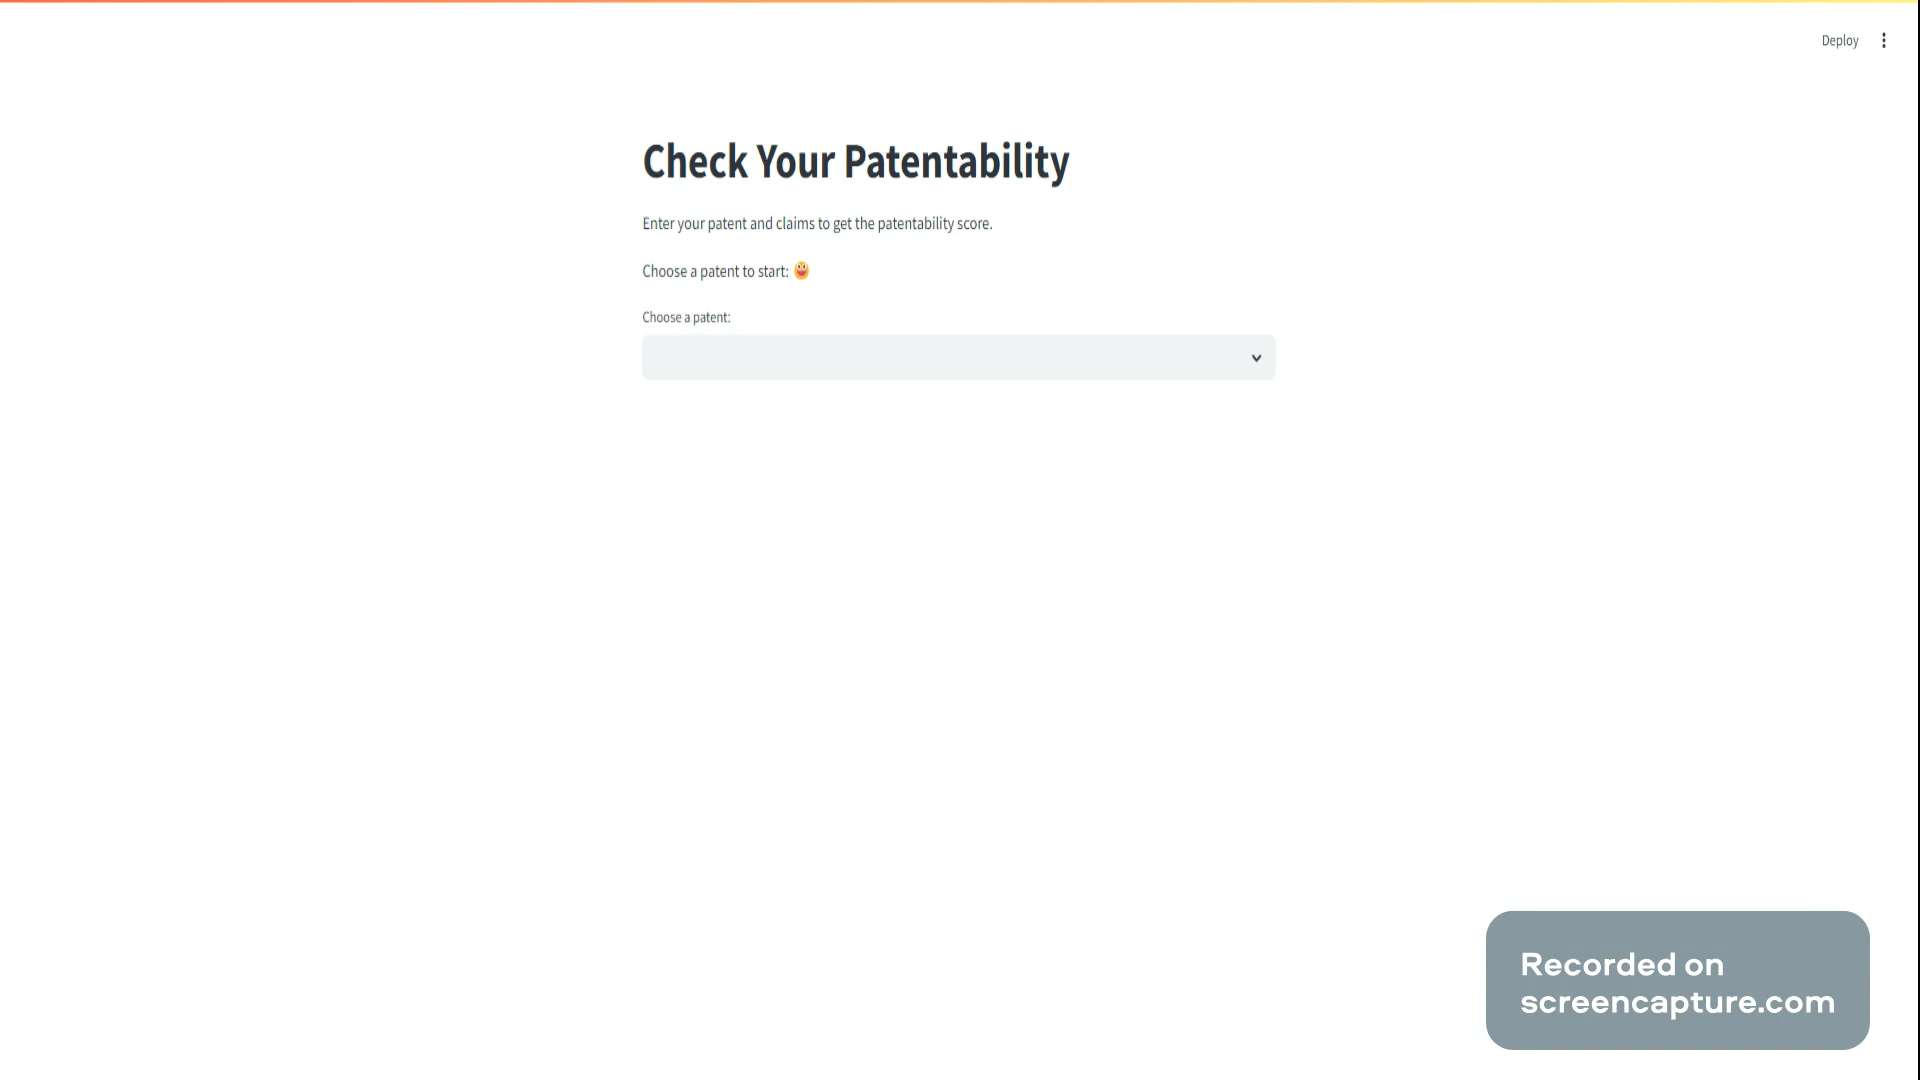 Deploy
Check Your Patentability
Enter your patent and claims to get the patentability score.
Choose a patent to start: 😀
Choose a patent:
Recorded on
screencapture.com